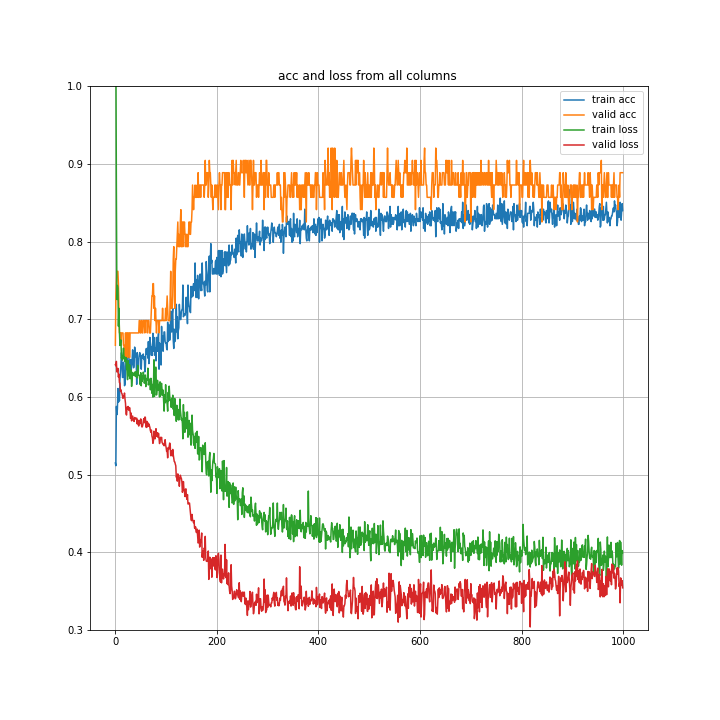 acc and loss from all columns
train acc
valid acc
train loss
valid loss
1.0
0.9
0.8
0.7
0.6
0.5
0.4
0.3
0 200 400 600 800 1000